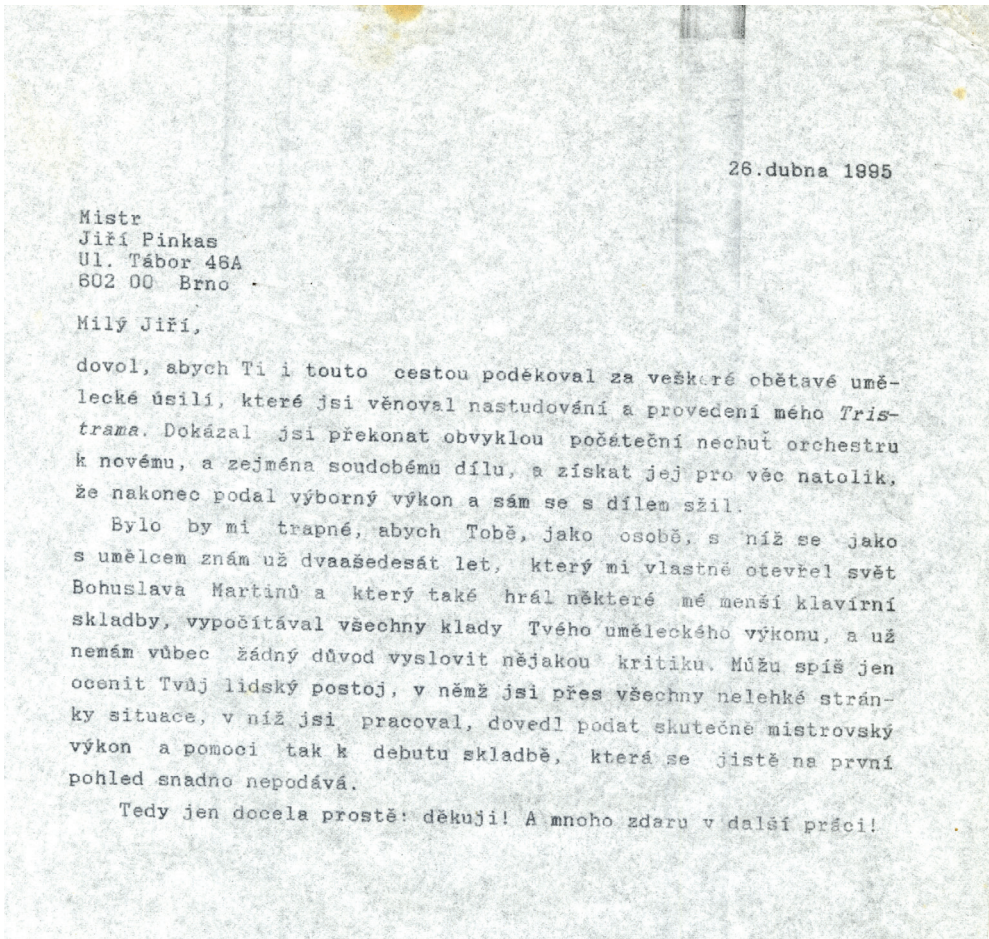 26.dubna 1995
Mistr
Jiří Pinkas
Ul. Tábor 46A
602 00 Brno
Milý Jiří,
dovol, abych Ti i touto cestou poděkoval za veškeré obětavé umě-
lecké úsilí, které jsi věnoval nastudování a provedení mého Tris-
trama. Dokázal jsi překonat obvyklou počáteční nechuť orchestru
k novému, a zejména soudobému dílu, a získat jej pro věc natolik,
že nakonec podal výborný výkon a sám se s dílem sžil.
Bylo by mi trapné, abych Tobě, jako osobě, s níž se jako
s umělcem znám už dvaašedesát let, který mi vlastně otevřel svět
Bohuslava Martinů a který také hrál některé mé menší klavírní
skladby, vypočítával všechny klady Tvého uměleckého výkonu, a už
nemám vůbec žádný důvod vyslovit nějakou kritiku. Můžu spíš jen
ocenit Tvůj lidský postoj, v němž jsi přes všechny nelehké strán-
ky situace, v níž jsi pracoval, dovedl podat skutečně mistrovský
výkon a pomoci tak k debutu skladbě, která se jistě na první
pohled snadno nepodává.
Tedy jen docela prostě: děkuji! A mnoho zdaru v další práci!